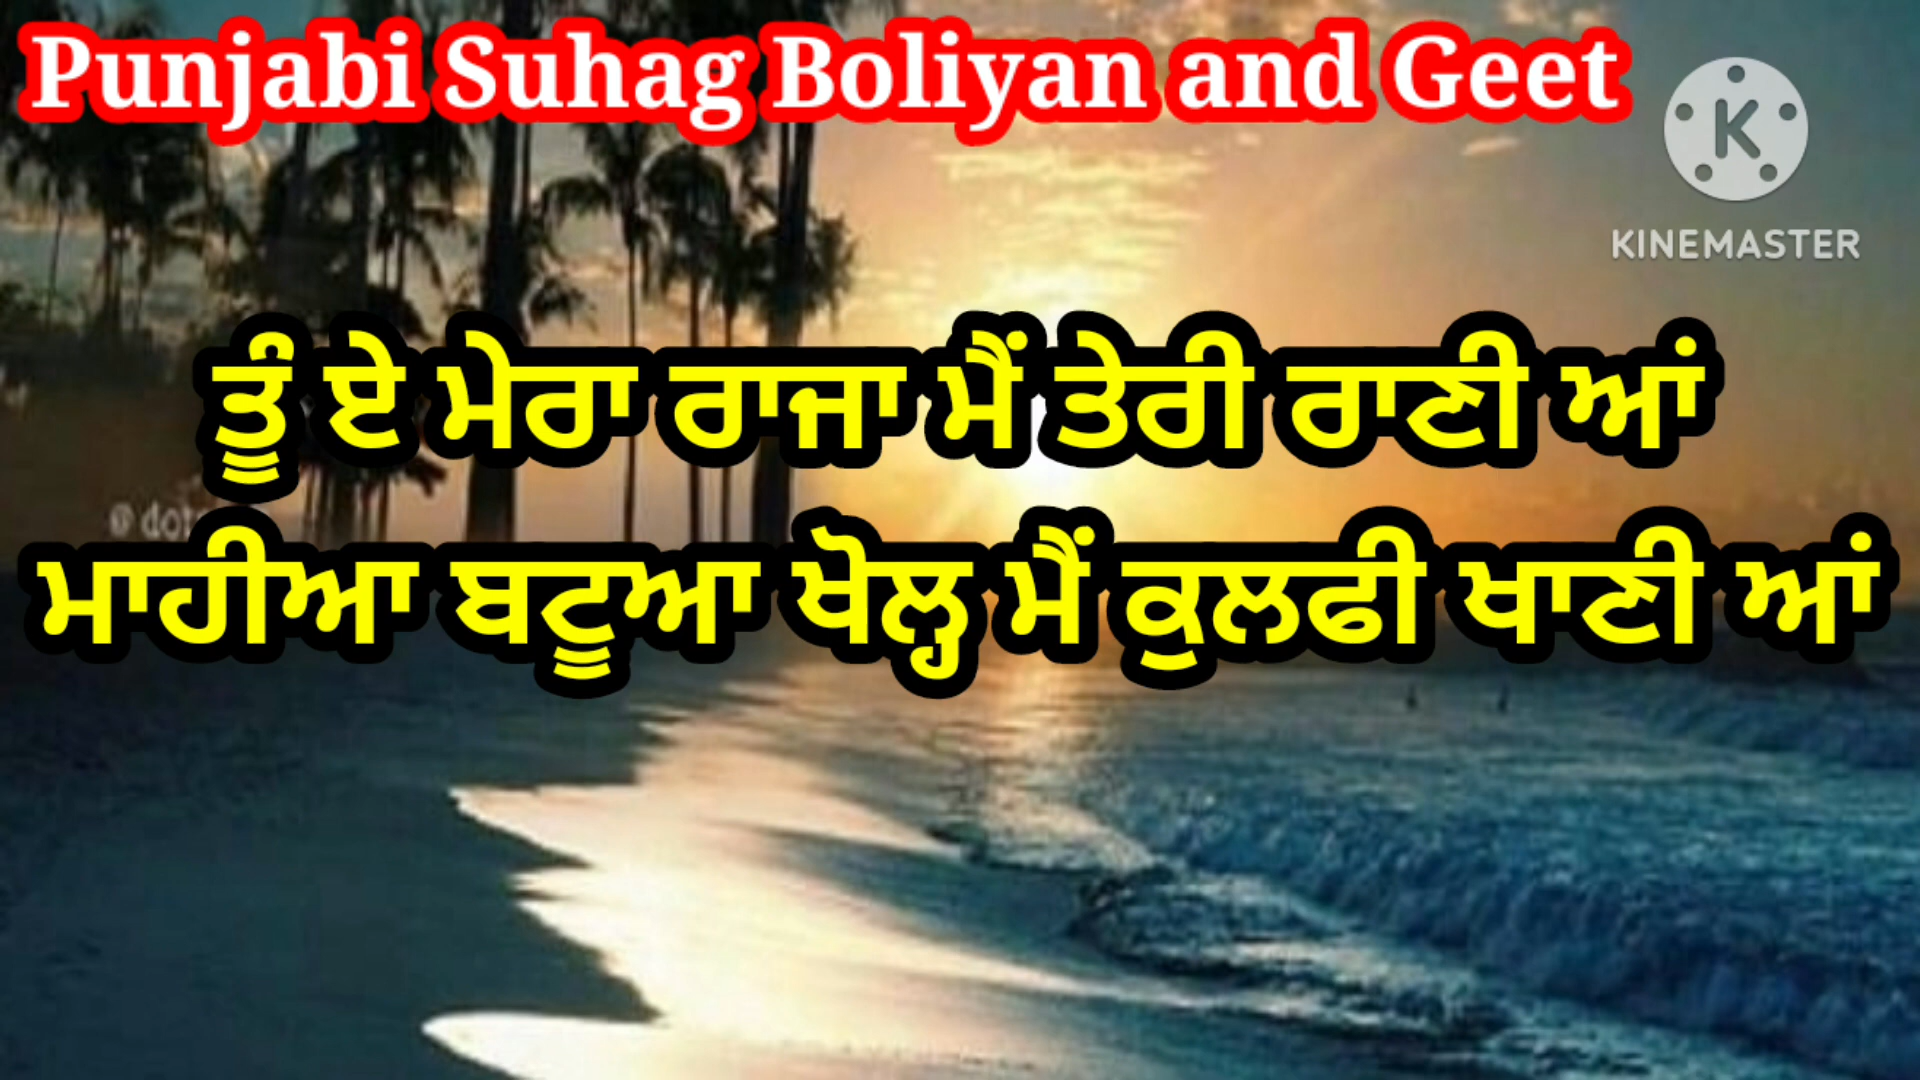 Punjabi Suhag Boliyan and Geet
K
KINEMASTER
ਤੂੰ ਏ ਮੇਰਾ ਰਾਜਾ ਮੈਂ ਤੇਰੀ ਰਾਣੀ ਆਂ
ਮਾਹੀਆ ਬਟੂਆ ਖੋਲ੍ਹ ਮੈਂ ਕੁਲਫੀ ਖਾਣੀ ਆਂ